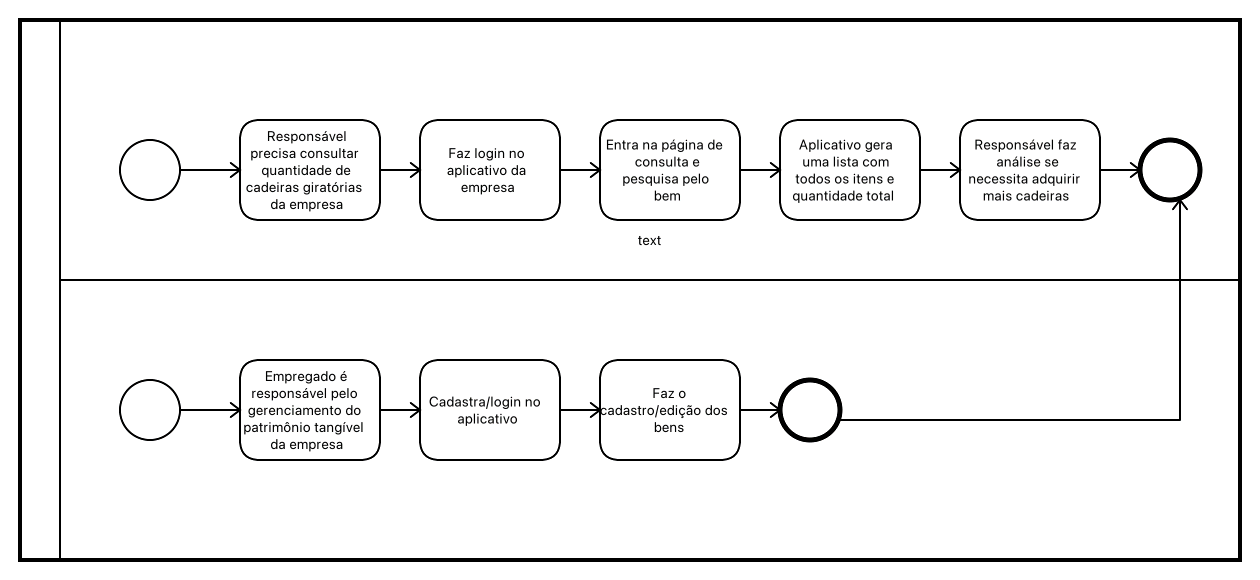 Responsável
precisa consultar
quantidade de
cadeiras giratórias
da empresa
Faz login no
aplicativo da
empresa
Entra na página de
consulta e
pesquisa pelo
bem
Aplicativo gera
uma lista com
todos os itens e
quantidade total
Responsável faz
análise se
necessita adquirir
mais cadeiras
text
Empregado é
responsável pelo
gerenciamento do
patrimônio tangível
da empresa
Cadastra/login no
aplicativo
Faz o
cadastro/edição dos
bens